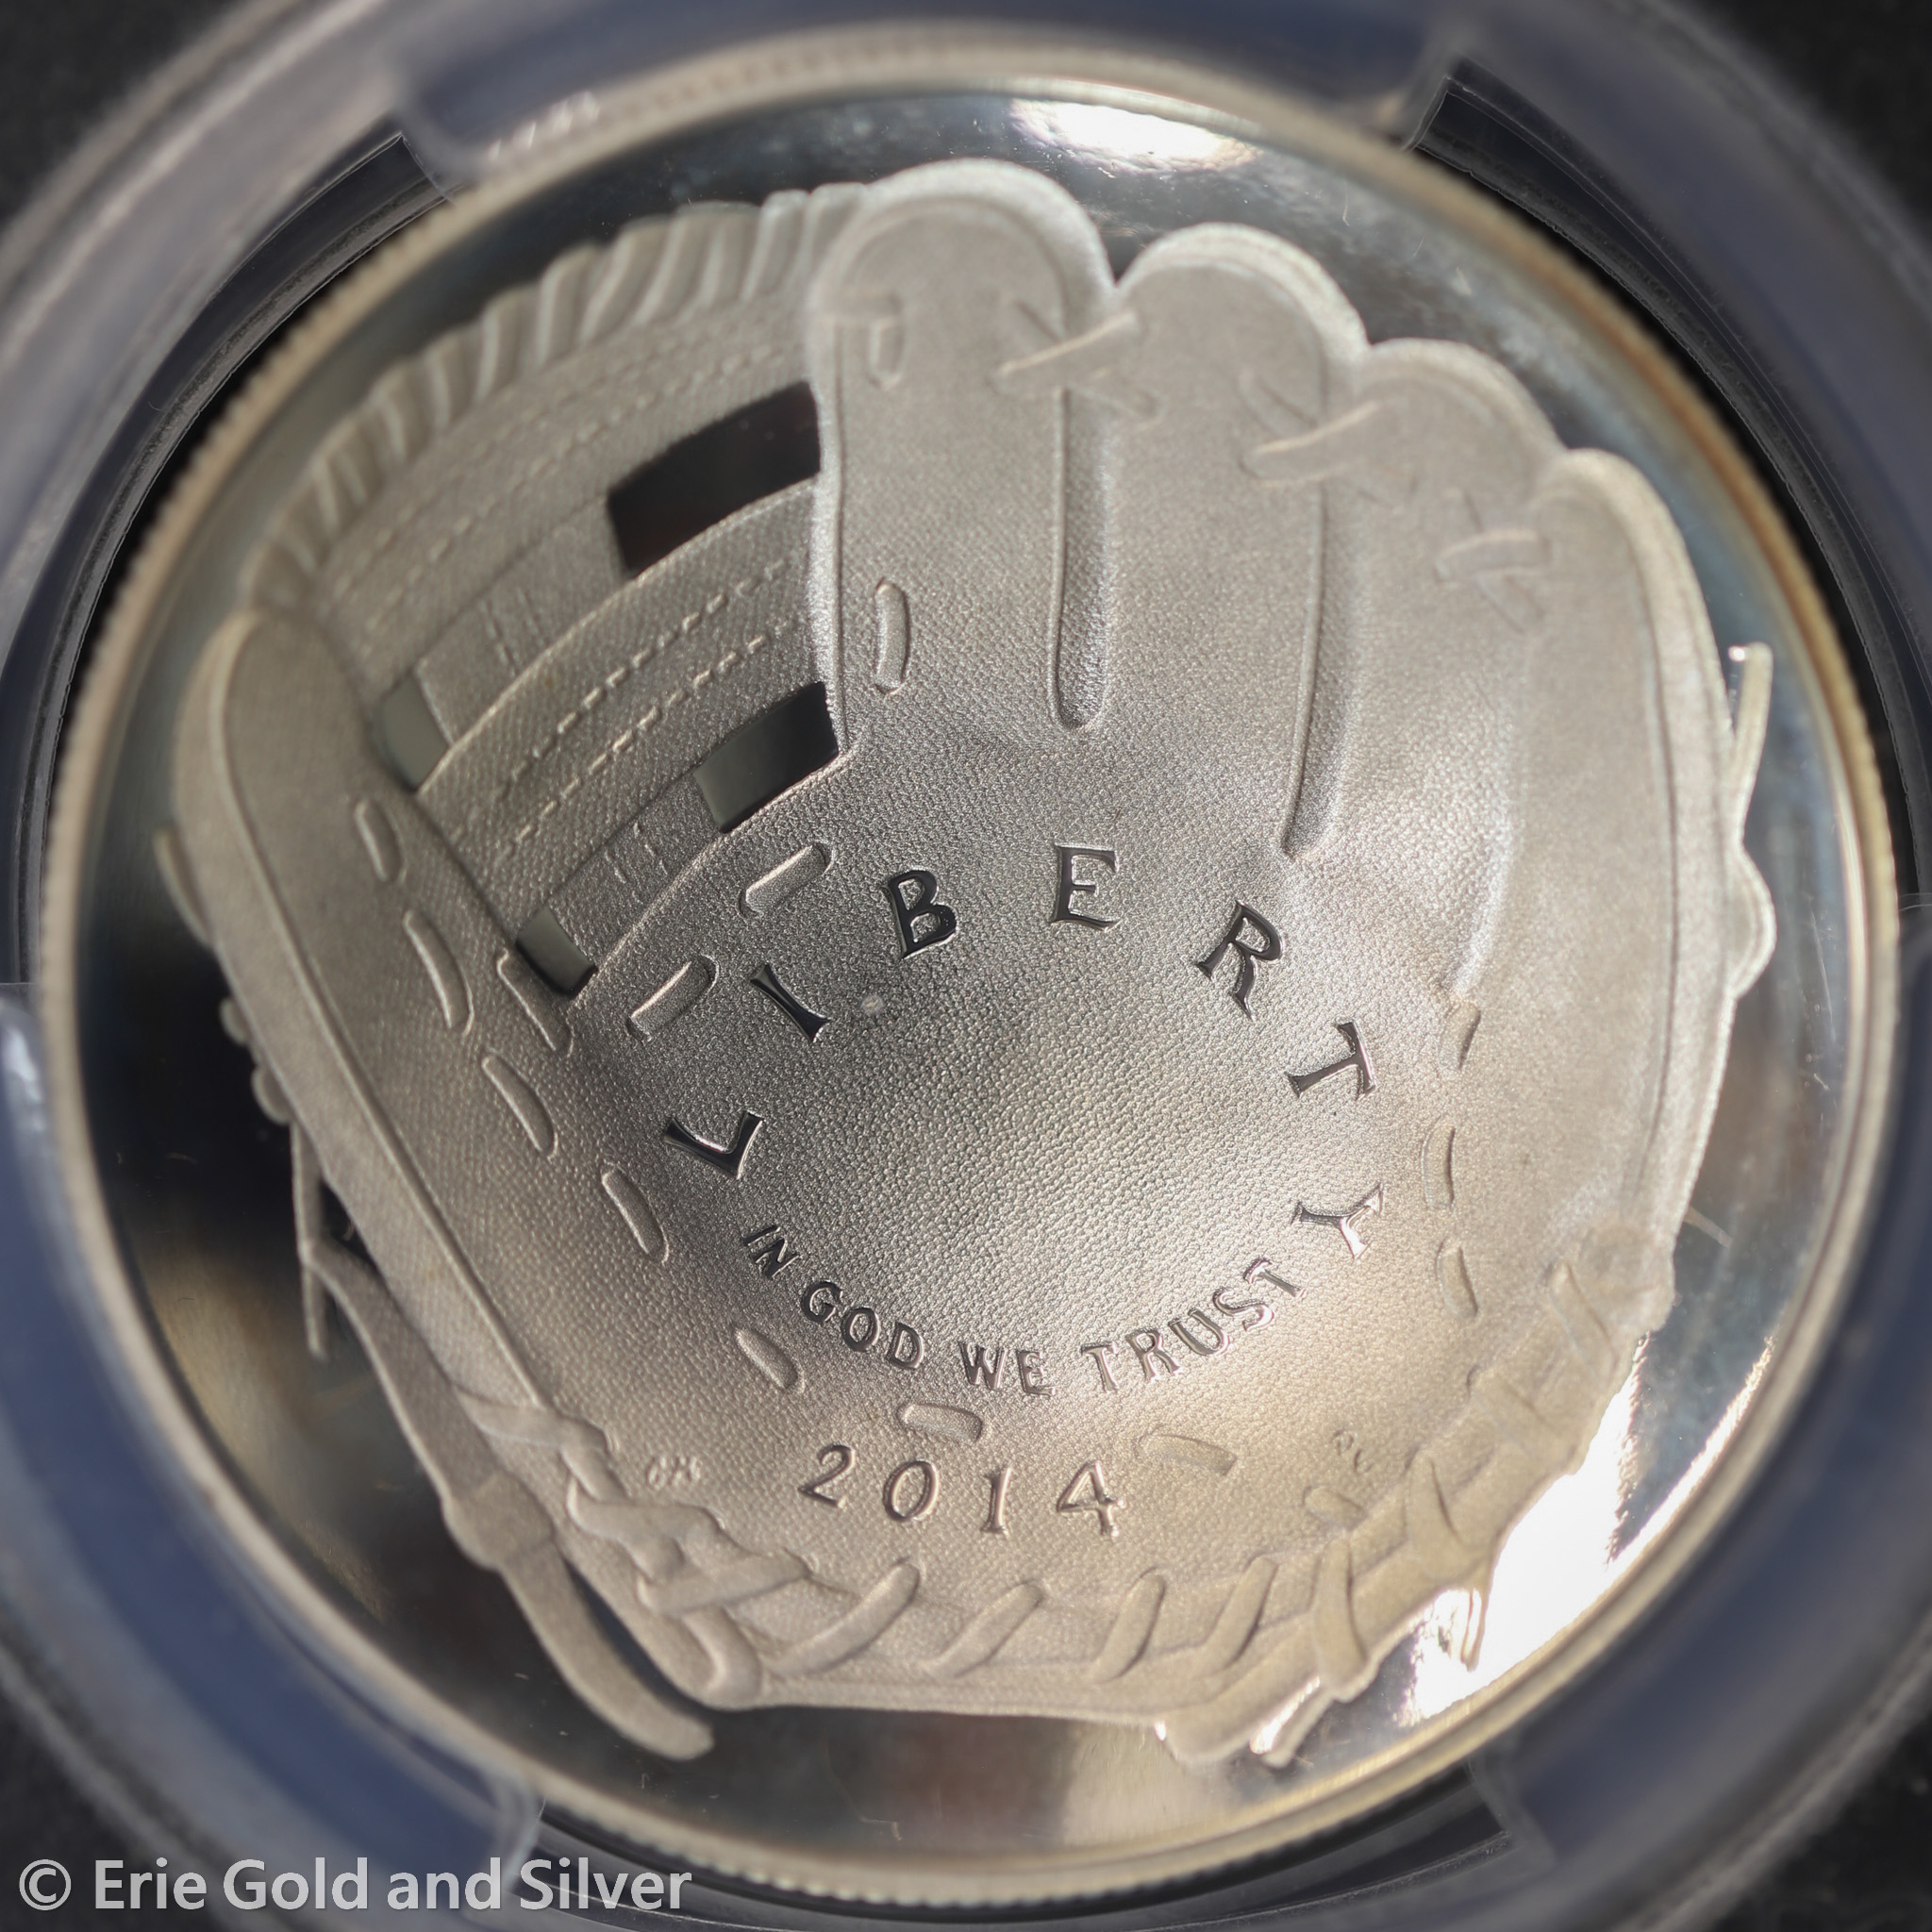 LIBERTY
IN GOD WE TRUST
2014
© Erie Gold and Silver